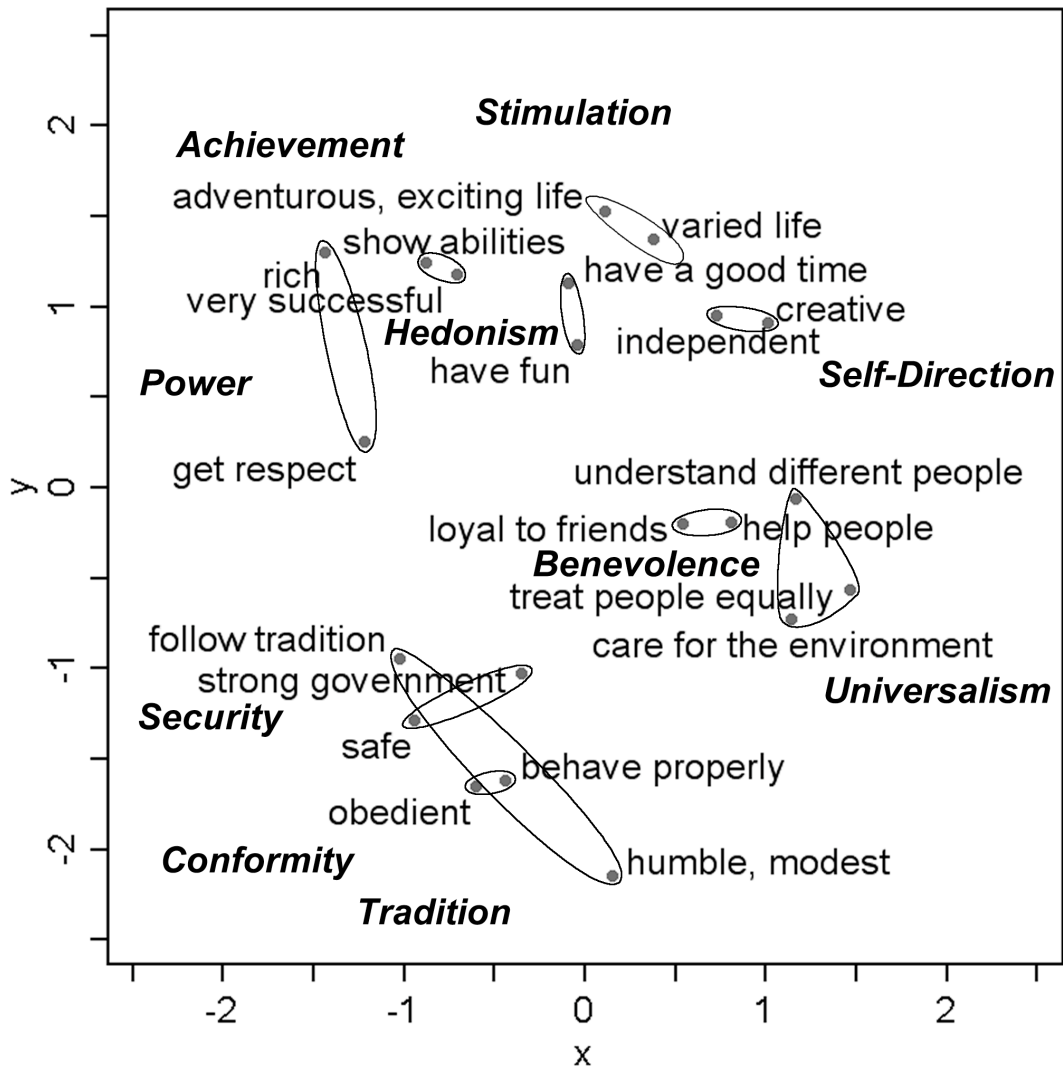 Stimulation
2
Achievement
adventurous, exciting life
varied life
show abilities
have a good time
rich
very successful
1
creative
Hedonism
independent
have fun
Self-Direction
Power
get respect
understand different people
y
0
loyal to friends
help people
Benevolence
treat people equally
follow tradition
care for the environment
-1
strong government
Universalism
Security
safe
behave properly
obedient
-2
Conformity
humble, modest
Tradition
-2 -1 0 1 2
x